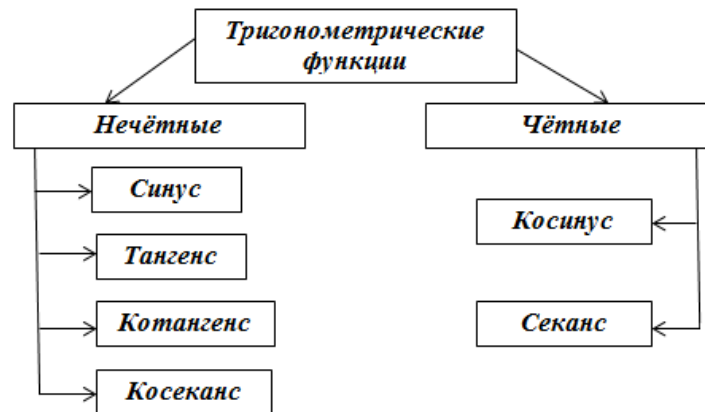 Тригонометрические
функции
Нечётные
Чётные
Синус
Тангенс
Котангенс
Косеканс
Косинус
Секанс